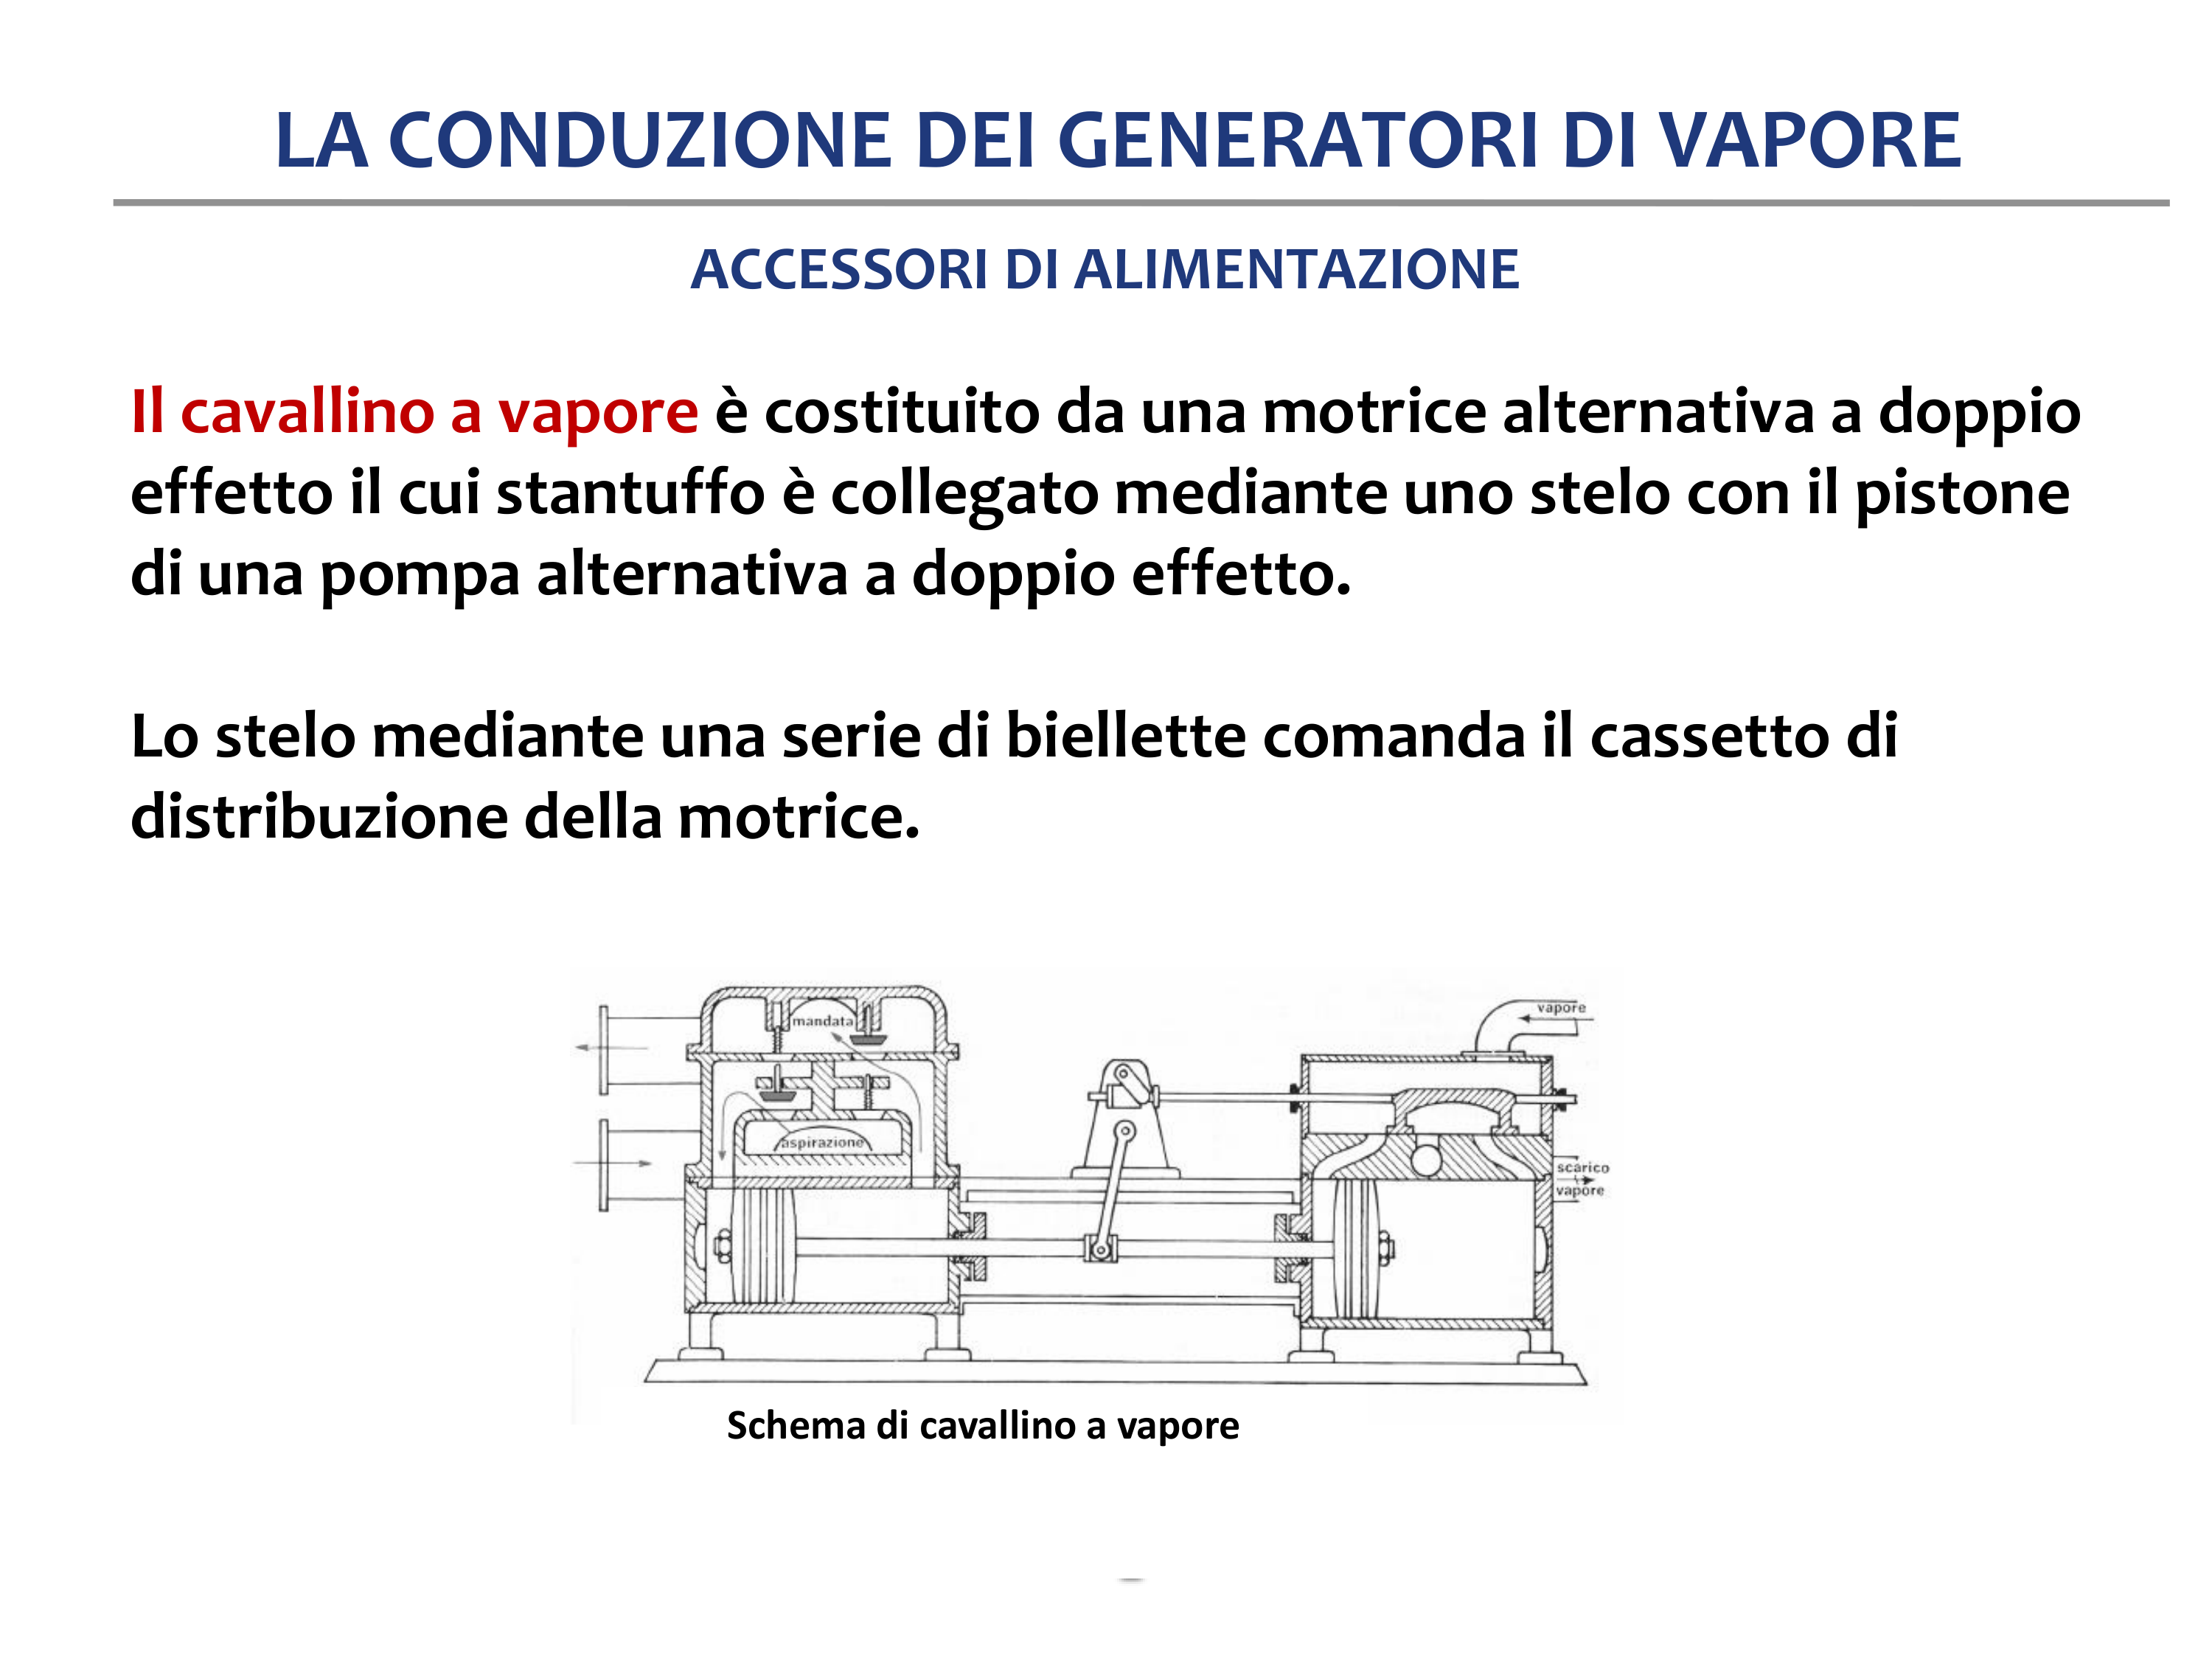 LA CONDUZIONE DEI GENERATORI DI VAPORE
ACCESSORI DI ALIMENTAZIONE
Il cavallino a vapore è costituito da una motrice alternativa a doppio
effetto il cui stantuffo è collegato mediante uno stelo con il pistone
di una pompa alternativa a doppio effetto.
Lo stelo mediante una serie di biellette comanda il cassetto di
distribuzione della motrice.
mandata
vapore
aspirazione
scarico
vapore
Schema di cavallino a vapore